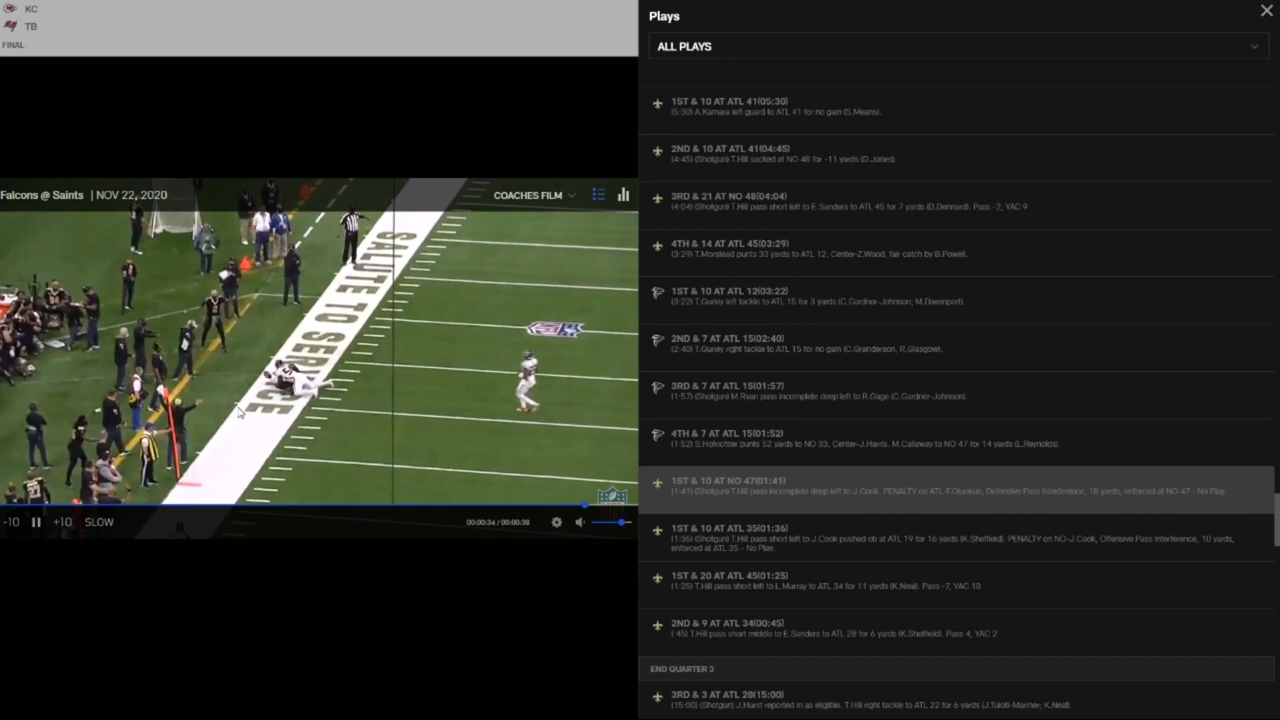 KC
TB
FINAL
Falcons @ Saints | NOV 22, 2020
COACHES FILM
SALUTE TO SERVICE
-10
+10
SLOW
00:00:34 / 00:00:38
Plays
ALL PLAYS
1ST & 10 AT ATL 41(05:30)
(5:30) A.Kamara left guard to ATL 41 for no gain (S.Means).
2ND & 10 AT ATL 41(04:45)
(4:45) (Shotgun) T.Hill sacked at NO 48 for -11 yards (D.Jones).
3RD & 21 AT NO 48(04:04)
(4:04) (Shotgun) T.Hill pass short left to E.Sanders to ATL 45 for 7 yards (D.Dennard). Pass -2, YAC 9
4TH & 14 AT ATL 45(03:29)
(3:29) T.Morstead punts 33 yards to ATL 12, Center-Z.Wood, fair catch by B.Powell.
1ST & 10 AT ATL 12(03:22)
(3:22) T.Gurley left tackle to ATL 15 for 3 yards (C.Gardner-Johnson; M.Davenport).
2ND & 7 AT ATL 15(02:40)
(2:40) T.Gurley right tackle to ATL 15 for no gain (C.Granderson, R.Glasgow).
3RD & 7 AT ATL 15(01:57)
(1:57) (Shotgun) M.Ryan pass incomplete deep left to R.Gage (C.Gardner-Johnson).
4TH & 7 AT ATL 15(01:52)
(1:52) S.Hofrichter punts 52 yards to NO 33, Center-J.Harris. M.Callaway to NO 47 for 14 yards (L.Reynolds).
1ST & 10 AT NO 47(01:41)
(1:41) (Shotgun) T.Hill pass incomplete deep left to J.Cook. PENALTY on ATL-F.Oluokun, Defensive Pass Interference, 18 yards, enforced at NO 47 - No Play.
1ST & 10 AT ATL 35(01:36)
(1:36) (Shotgun) T.Hill pass short left to J.Cook pushed ob at ATL 19 for 16 yards (K.Sheffield). PENALTY on NO-J.Cook, Offensive Pass Interference, 10 yards,
enforced at ATL 35 - No Play.
1ST & 20 AT ATL 45(01:25)
(1:25) T.Hill pass short left to L.Murray to ATL 34 for 11 yards (K.Neal). Pass -7, YAC 18
2ND & 9 AT ATL 34(00:45)
(:45) T.Hill pass short middle to E.Sanders to ATL 28 for 6 yards (K.Sheffield). Pass 4, YAC 2
END QUARTER 3
3RD & 3 AT ATL 28(15:00)
(15:00) (Shotgun) J.Hurst reported in as eligible. T.Hill right tackle to ATL 22 for 6 yards (J.Tuioti-Mariner; K.Neal).